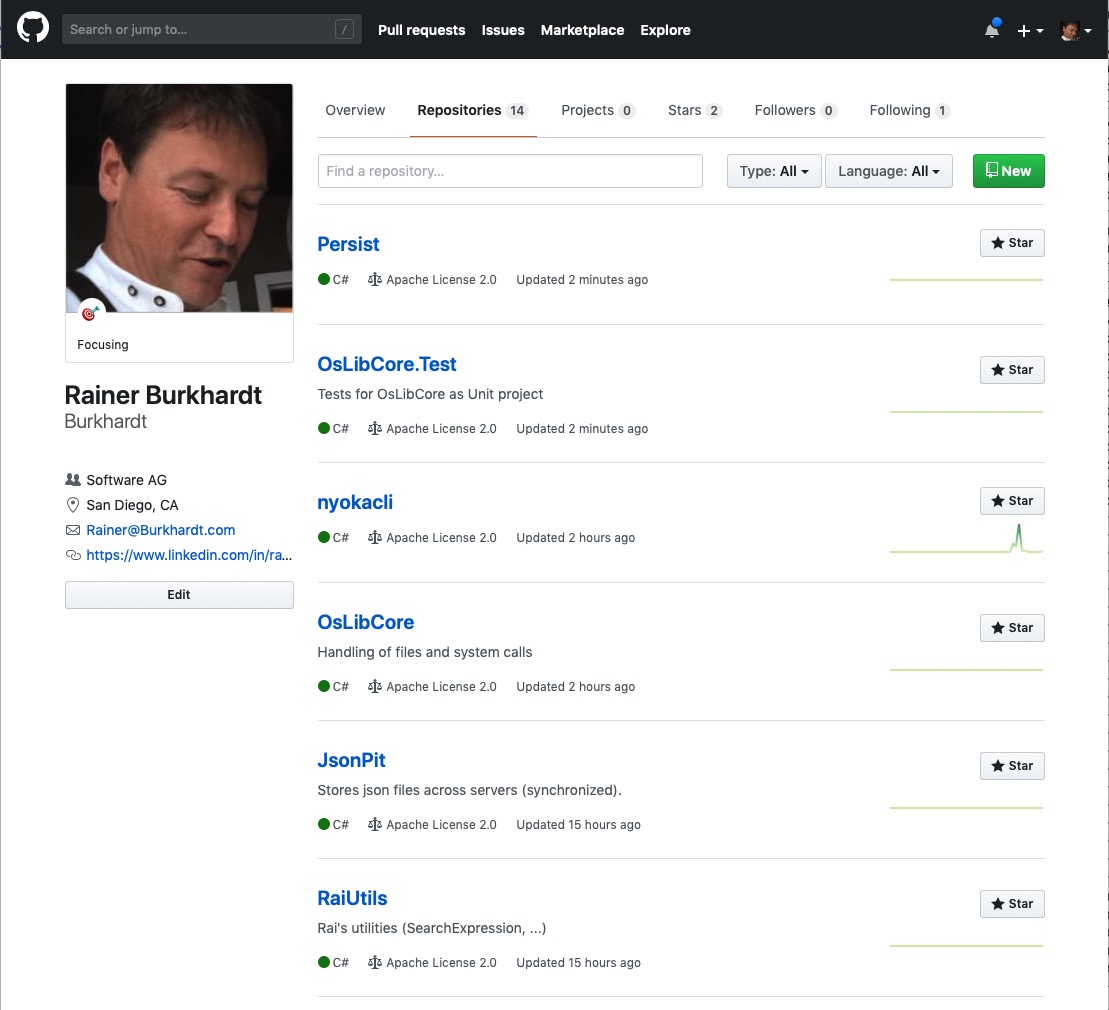 Search or jump to… /
Pull requests
Issues
Marketplace
Explore
Overview
Repositories 14
Projects 0
Stars 2
Followers 0
Following 1
Find a repository…
Type: All
Language: All
New
Focusing
Rainer Burkhardt
Burkhardt
Software AG
San Diego, CA
Rainer@Burkhardt.com
https://www.linkedin.com/in/ra...
Edit
Persist
Star
C# Apache License 2.0 Updated 2 minutes ago
OsLibCore.Test
Star
Tests for OsLibCore as Unit project
C# Apache License 2.0 Updated 2 minutes ago
nyokacli
Star
C# Apache License 2.0 Updated 2 hours ago
OsLibCore
Star
Handling of files and system calls
C# Apache License 2.0 Updated 2 hours ago
JsonPit
Star
Stores json files across servers (synchronized).
C# Apache License 2.0 Updated 15 hours ago
RaiUtils
Star
Rai's utilities (SearchExpression, ...)
C# Apache License 2.0 Updated 15 hours ago